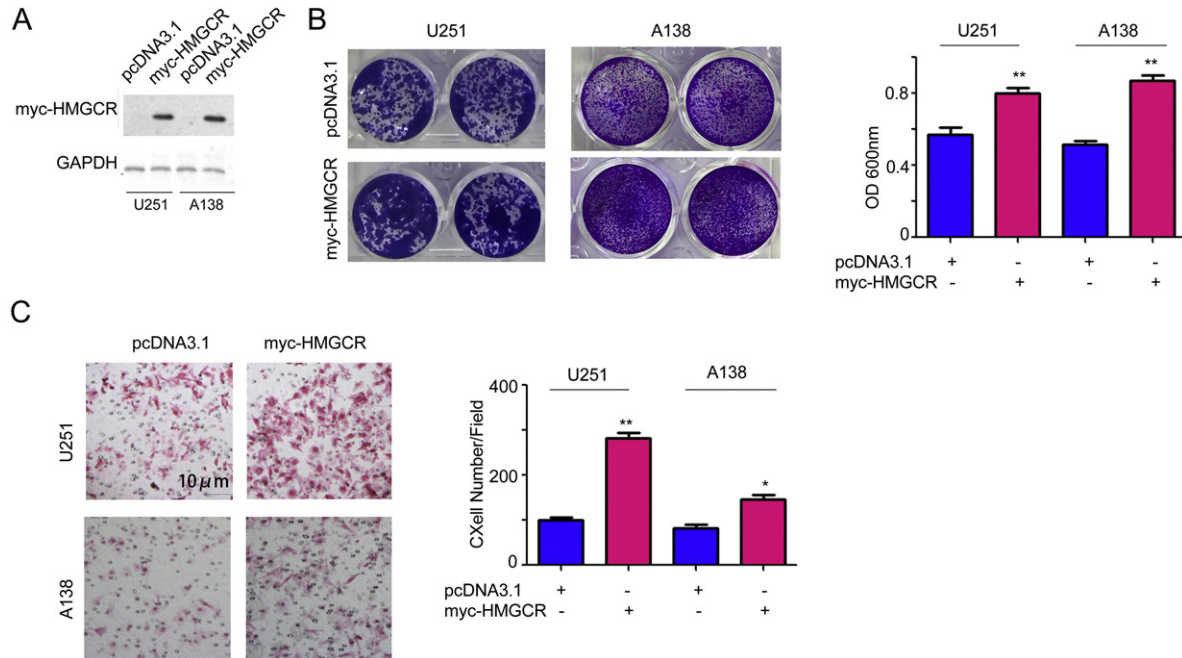 A
pcDNA3.1
myc-HMGCR
pcDNA3.1
myc-HMGCR
myc-HMGCR
GAPDH
U251 A138
B
U251 A138
pcDNA3.1
myc-HMGCR
U251 A138
** **
0.8
0.4
0
OD 600nm
pcDNA3.1 + - + -
myc-HMGCR - + - +
C
pcDNA3.1 myc-HMGCR
U251
10μm
A138
U251 A138
400
200
0
CXell Number/Field
** *
pcDNA3.1 + - + -
myc-HMGCR - + - +